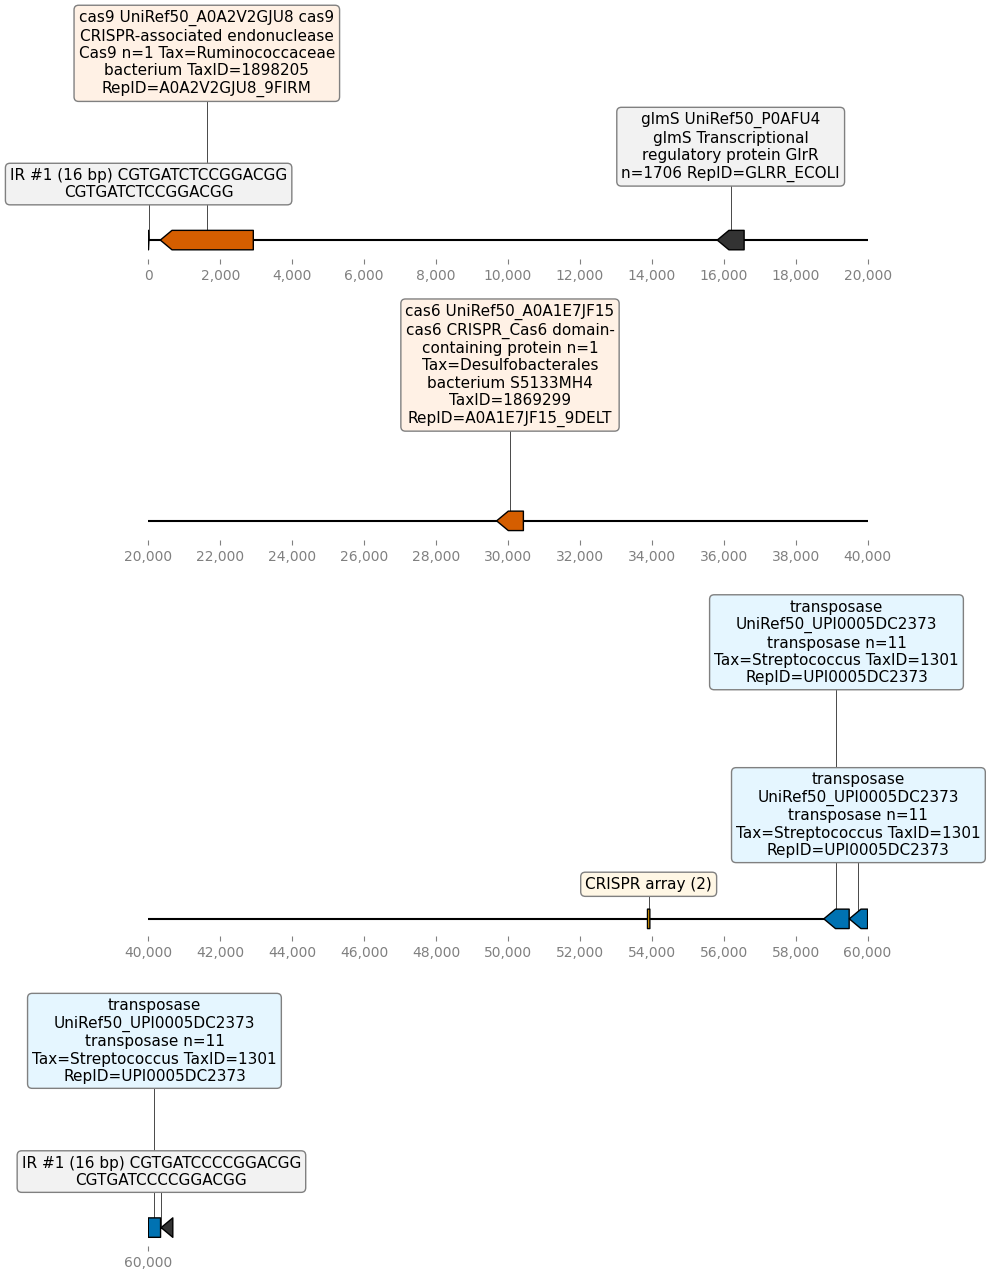 cas9 UniRef50_A0A2V2GJU8 cas9
CRISPR-associated endonuclease
Cas9 n=1 Tax=Ruminococcaceae
bacterium TaxID=1898205
RepID=A0A2V2GJU8_9FIRM
glmS UniRef50_P0AFU4
glmS Transcriptional
regulatory protein GlrR
n=1706 RepID=GLRR_ECOLI
IR #1 (16 bp) CGTGATCTCCGGACGG
CGTGATCTCCGGACGG
0 2,000 4,000 6,000 8,000 10,000 12,000 14,000 16,000 18,000 20,000
cas6 UniRef50_A0A1E7JF15
cas6 CRISPR_Cas6 domain-
containing protein n=1
Tax=Desulfobacterales
bacterium S5133MH4
TaxID=1869299
RepID=A0A1E7JF15_9DELT
20,000 22,000 24,000 26,000 28,000 30,000 32,000 34,000 36,000 38,000 40,000
transposase
UniRef50_UPI0005DC2373
transposase n=11
Tax=Streptococcus TaxID=1301
RepID=UPI0005DC2373
transposase
UniRef50_UPI0005DC2373
transposase n=11
Tax=Streptococcus TaxID=1301
RepID=UPI0005DC2373
CRISPR array (2)
40,000 42,000 44,000 46,000 48,000 50,000 52,000 54,000 56,000 58,000 60,000
transposase
UniRef50_UPI0005DC2373
transposase n=11
Tax=Streptococcus TaxID=1301
RepID=UPI0005DC2373
IR #1 (16 bp) CGTGATCCCCGGACGG
CGTGATCCCCGGACGG
60,000